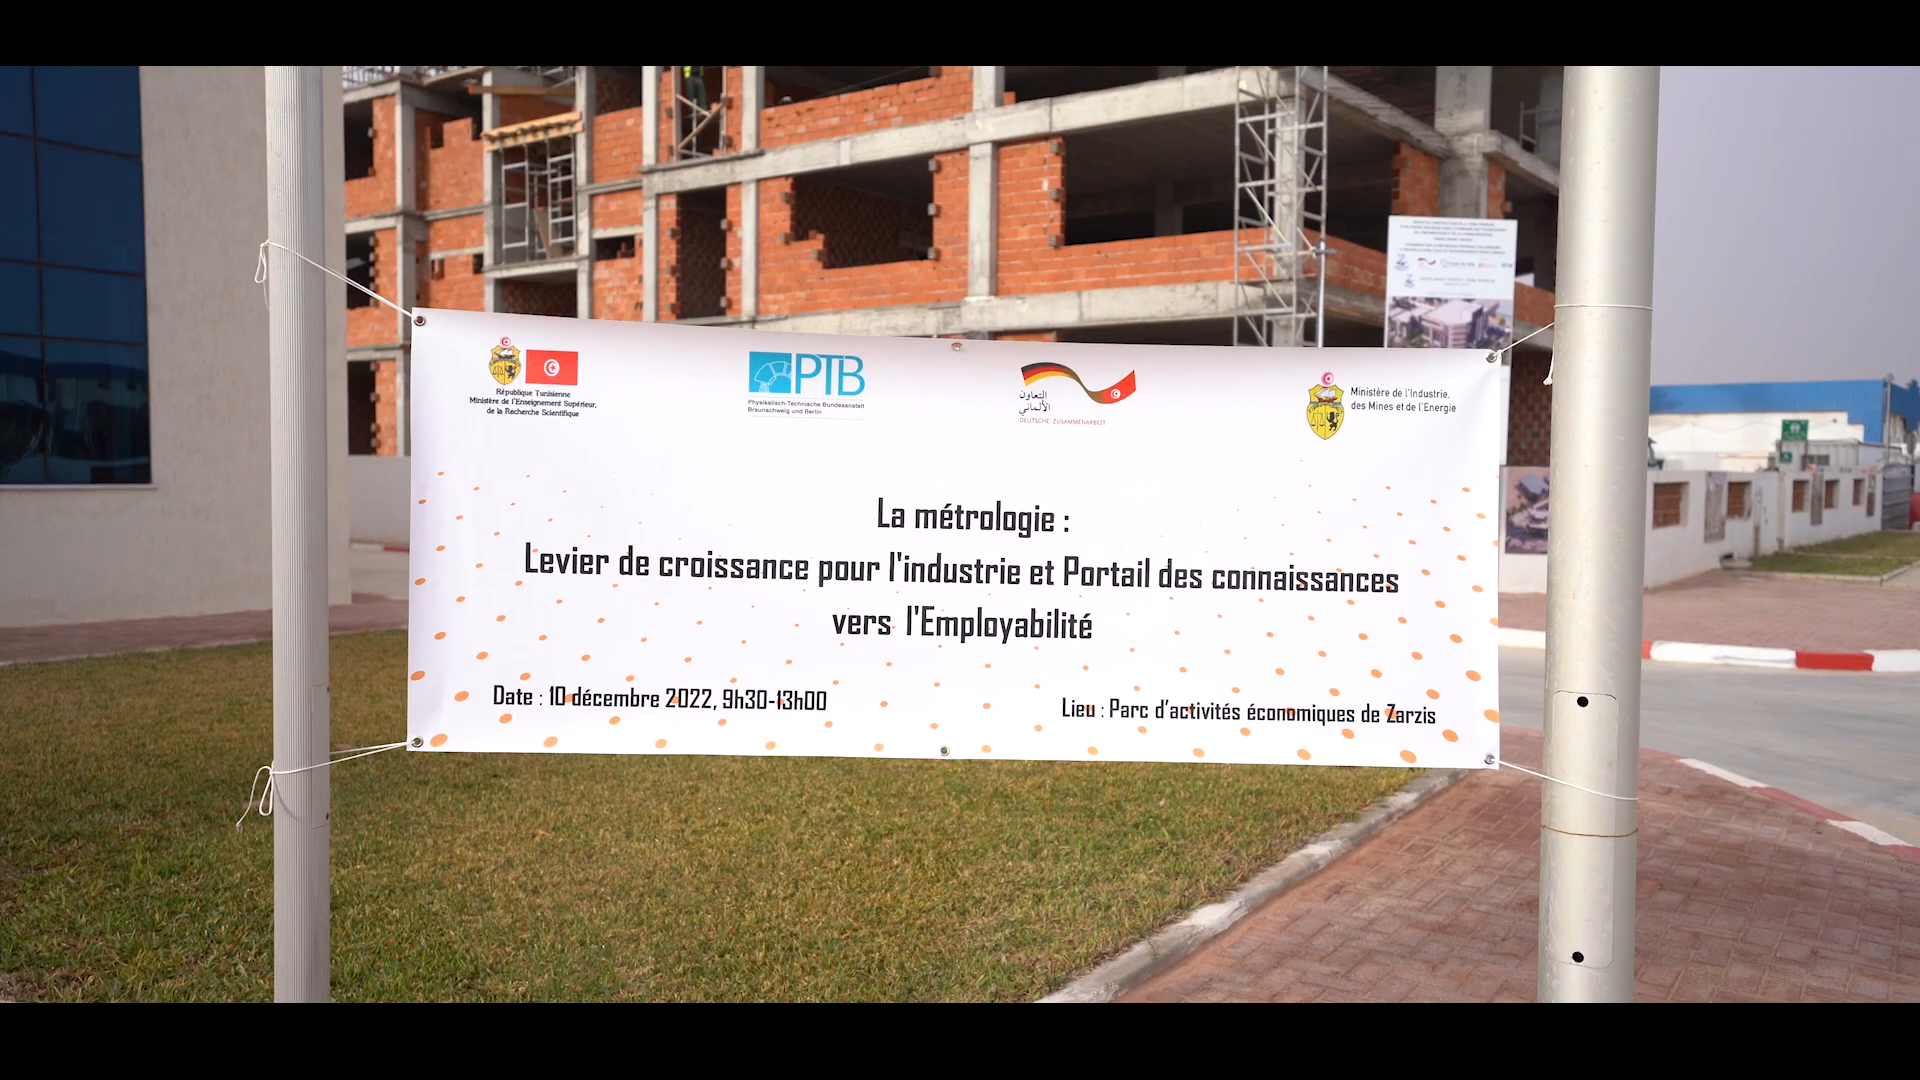 République Tunisienne
Ministère de l'Enseignement Supérieur,
de la Recherche Scientifique
PTB
Physikalisch-Technische Bundesanstalt
Braunschweig und Berlin
التعاون
الألماني
DEUTSCHE ZUSAMMENARBEIT
Ministère de l'Industrie,
des Mines et de l'Energie
La métrologie :
Levier de croissance pour l'industrie et Portail des connaissances
vers l'Employabilité
Date : 10 décembre 2022, 9h30-13h00
Lieu : Parc d'activités économiques de Zarzis